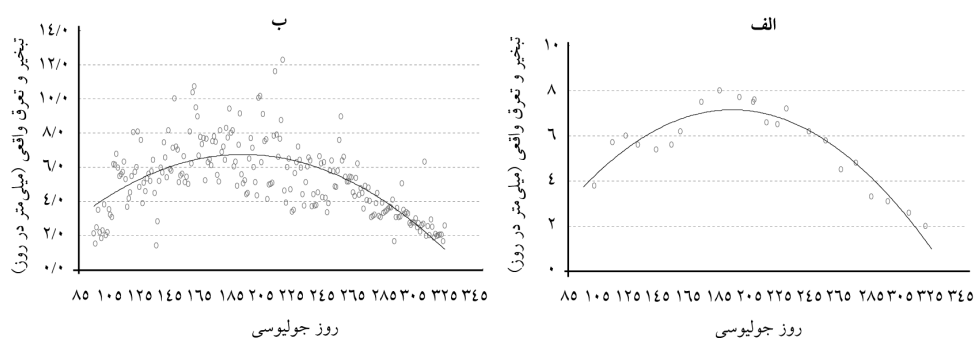 الف
تبخیر و تعرق واقعی (میلی‌متر در روز)
۱۰
۸
۶
۴
۲
۰
۸۵ ۱۰۵ ۱۲۵ ۱۴۵ ۱۶۵ ۱۸۵ ۲۰۵ ۲۲۵ ۲۴۵ ۲۶۵ ۲۸۵ ۳۰۵ ۳۲۵ ۳۴۵
روز جولیوسی
ب
تبخیر و تعرق واقعی (میلی‌متر در روز)
۱۴/۰
۱۲/۰
۱۰/۰
۸/۰
۶/۰
۴/۰
۲/۰
۰/۰
۸۵ ۱۰۵ ۱۲۵ ۱۴۵ ۱۶۵ ۱۸۵ ۲۰۵ ۲۲۵ ۲۴۵ ۲۶۵ ۲۸۵ ۳۰۵ ۳۲۵ ۳۴۵
روز جولیوسی